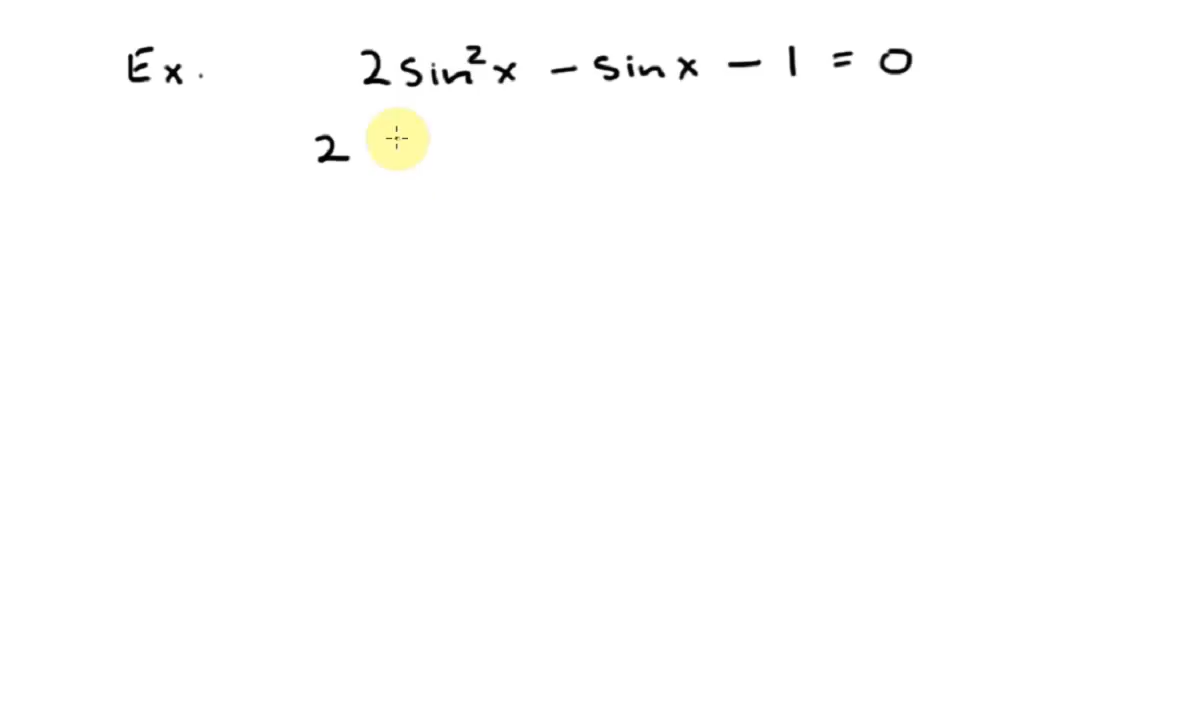 Ex. 2sin²x - sinx - 1 = 0
2